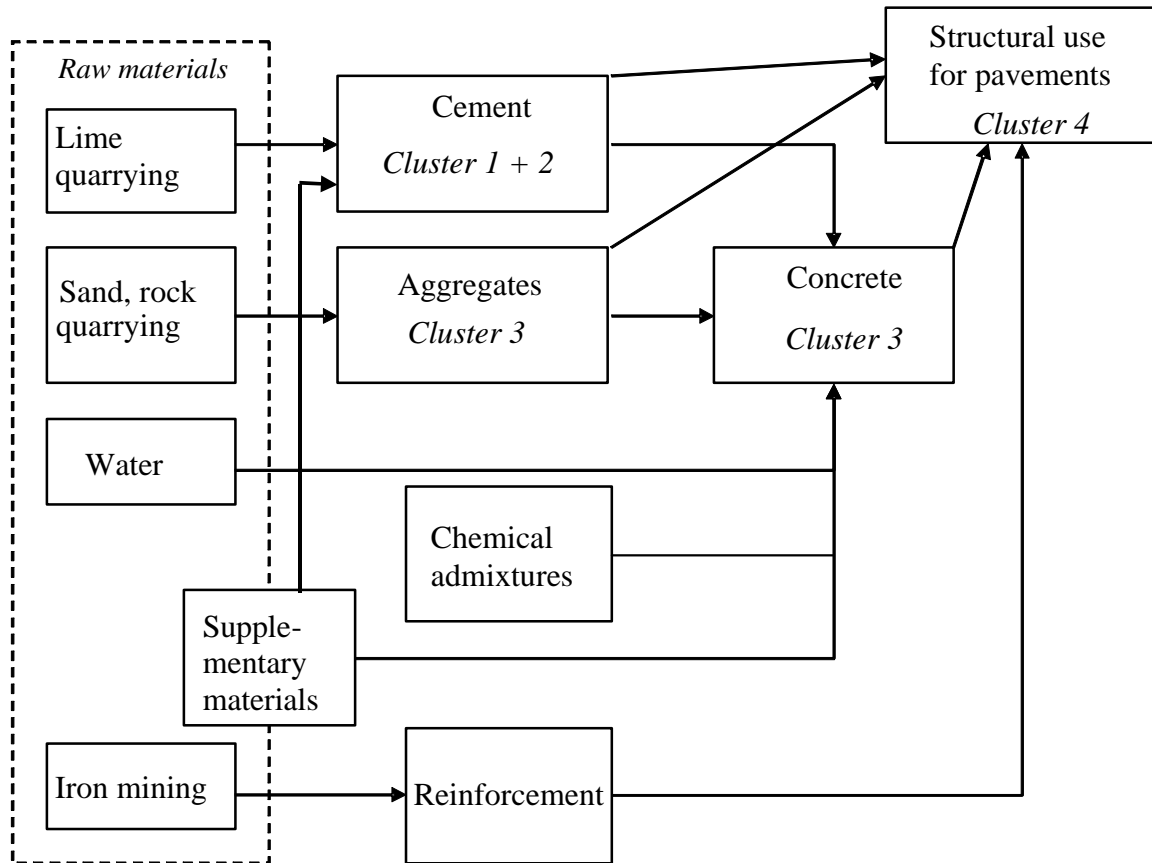 Raw materials
Lime
quarrying
Cement
Cluster 1 + 2
Structural use
for pavements
Cluster 4
Sand, rock
quarrying
Aggregates
Cluster 3
Concrete
Cluster 3
Water
Chemical
admixtures
Supple-
mentary
materials
Iron mining
Reinforcement